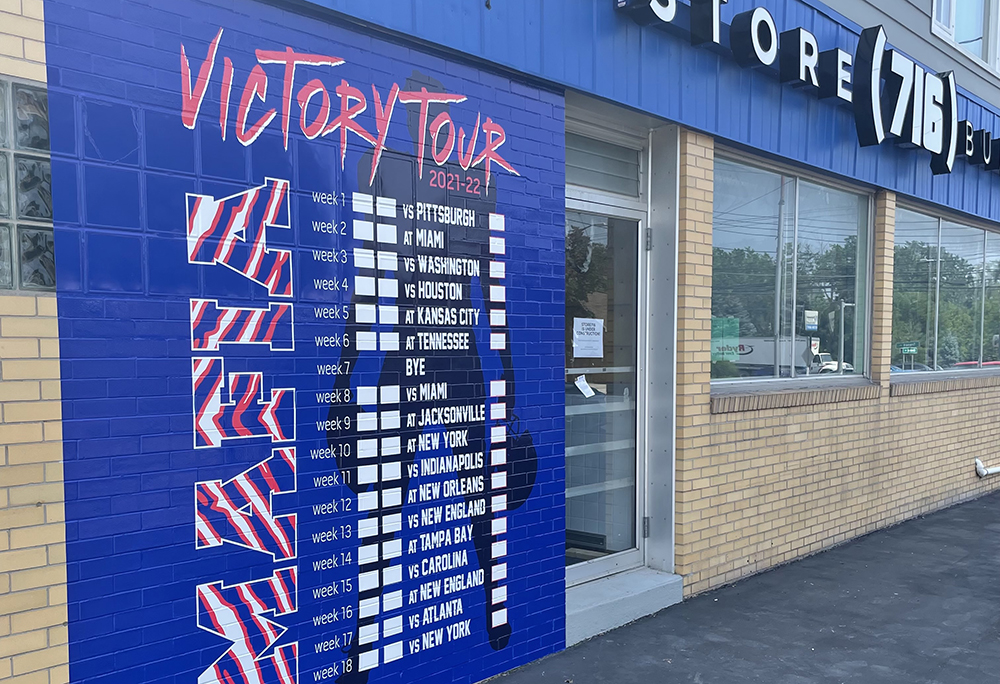 STORE (716) BU
VICTORY TOUR
2021-22
MAFIA
week 1 vs PITTSBURGH
week 2 AT MIAMI
week 3 vs WASHINGTON
week 4 vs HOUSTON
week 5 AT KANSAS CITY
week 6 AT TENNESSEE
week 7 BYE
week 8 vs MIAMI
week 9 AT JACKSONVILLE
week 10 AT NEW YORK
week 11 vs INDIANAPOLIS
week 12 AT NEW ORLEANS
week 13 vs NEW ENGLAND
week 14 AT TAMPA BAY
week 15 vs CAROLINA
week 16 AT NEW ENGLAND
week 17 vs ATLANTA
week 18 vs NEW YORK
Ryder